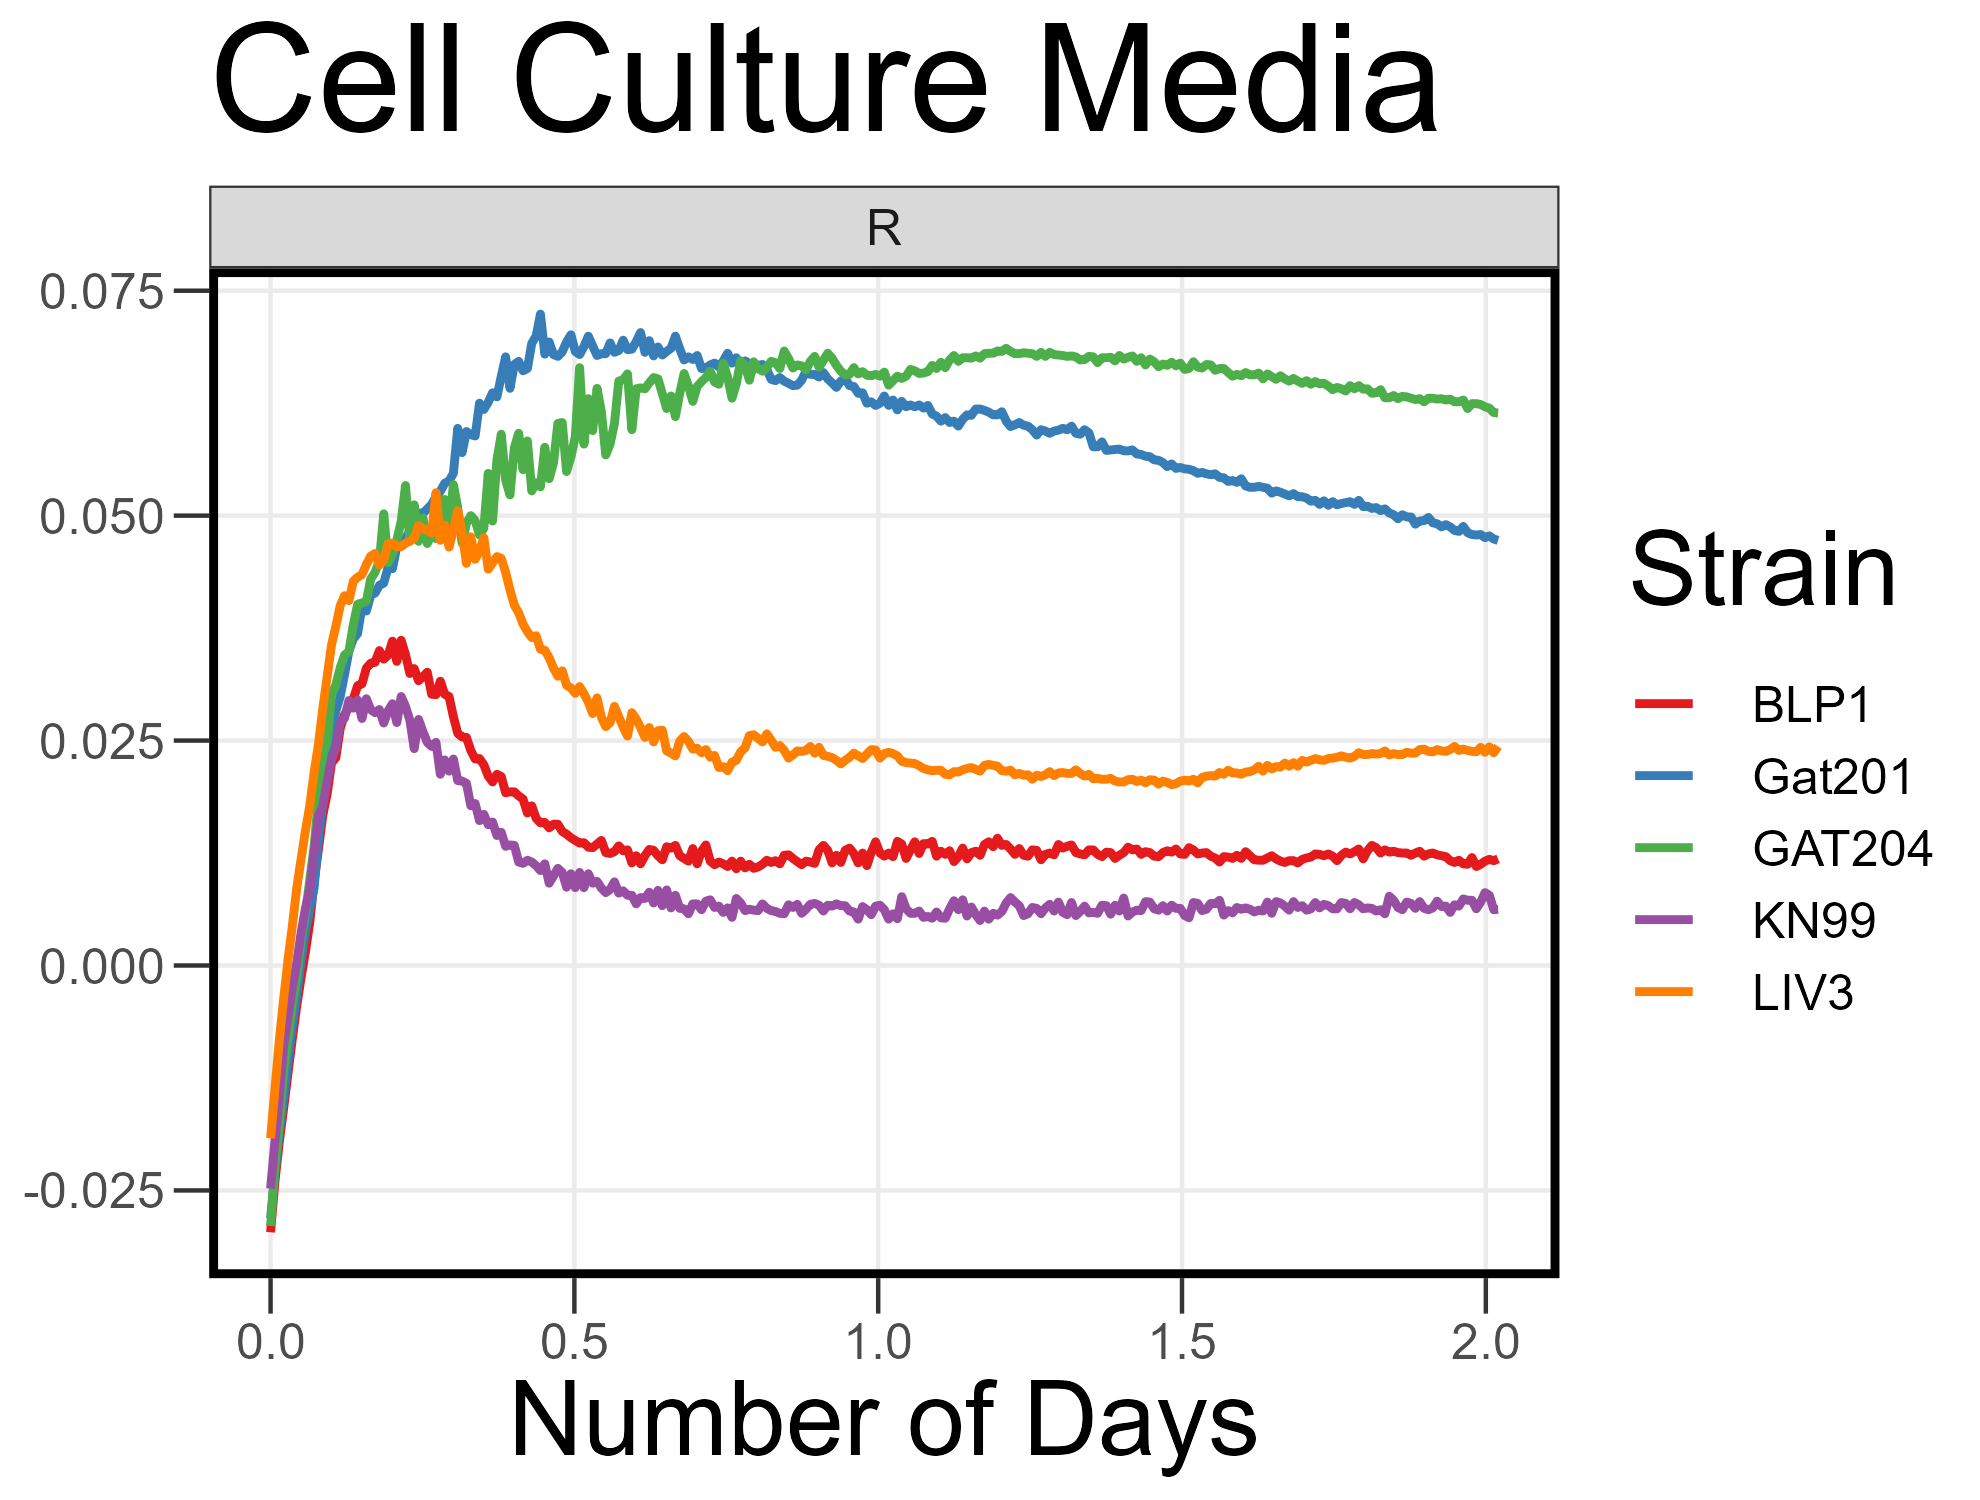 Cell Culture Media
R
0.075
0.050
0.025
0.000
-0.025
0.0 0.5 1.0 1.5 2.0
Number of Days
Strain
BLP1
Gat201
GAT204
KN99
LIV3